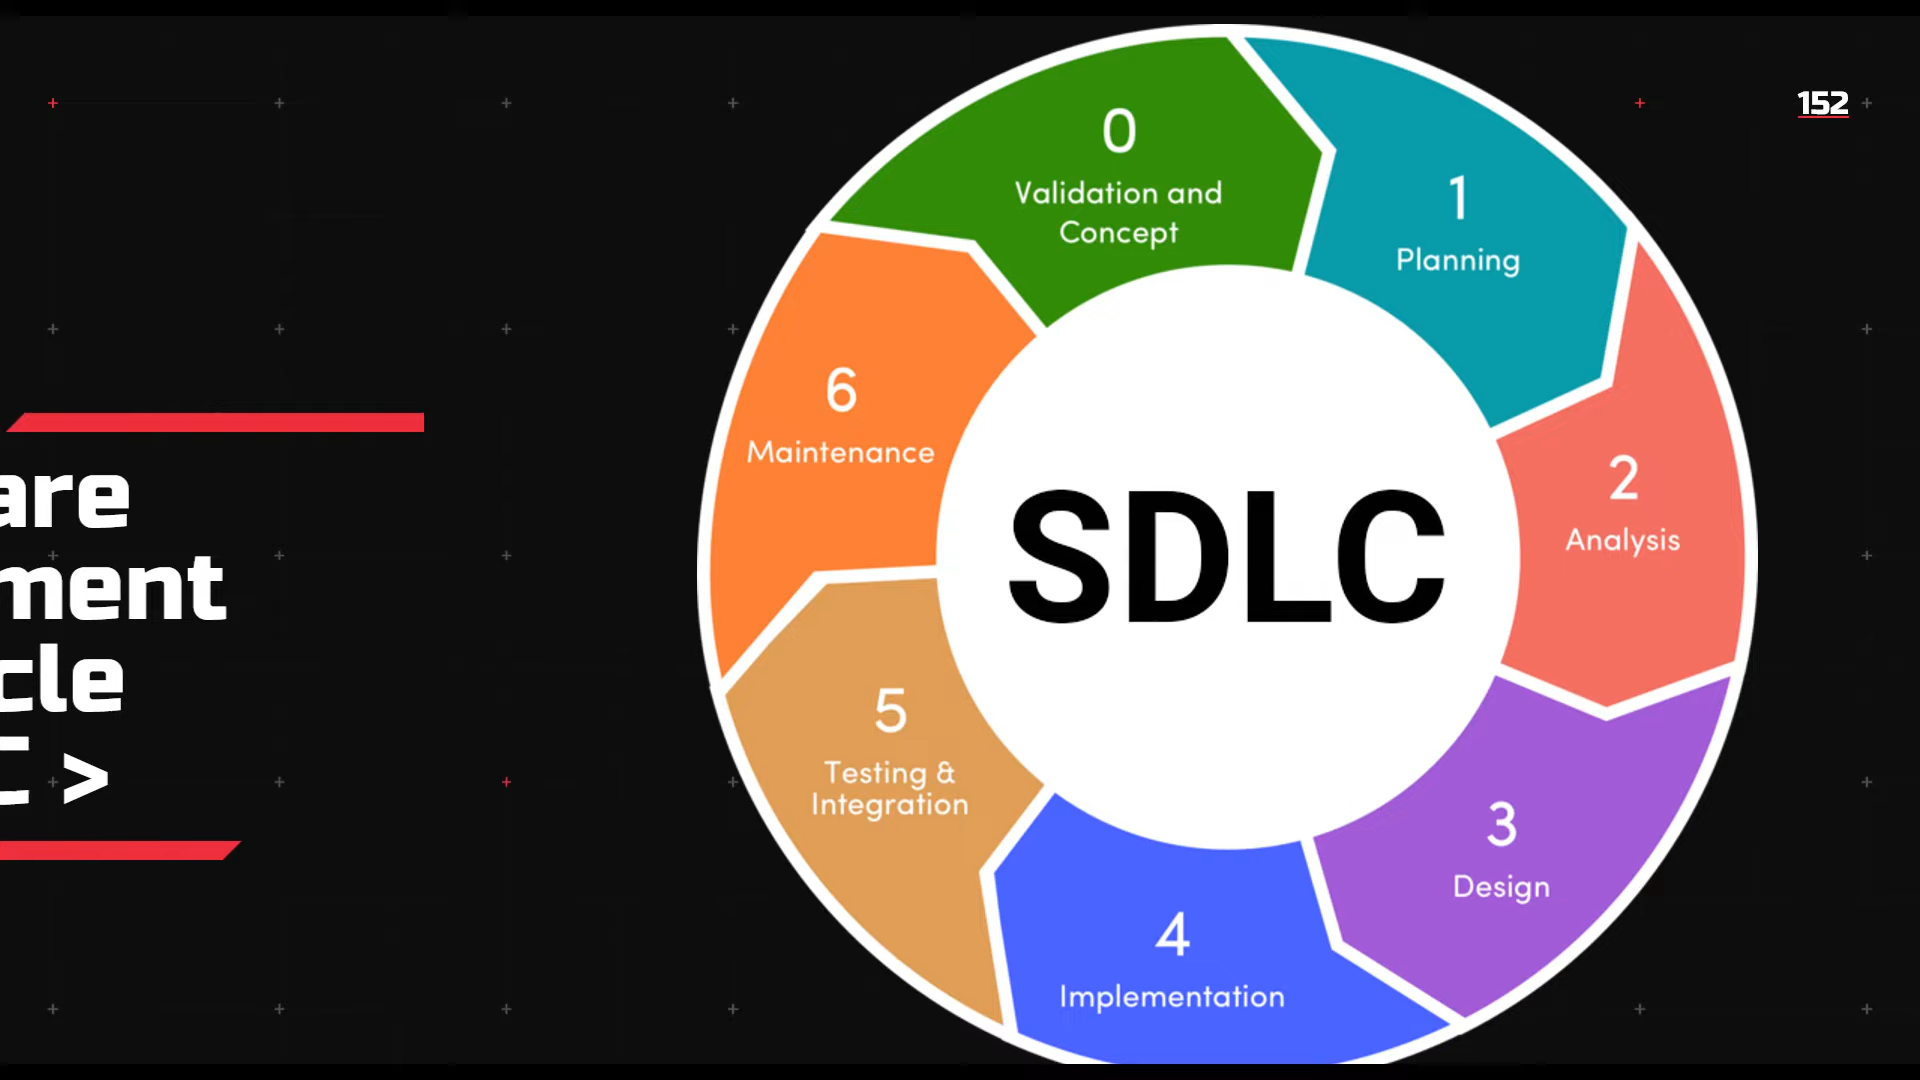 152
are
ment
cle
C >
0
Validation and
Concept
1
Planning
2
Analysis
3
Design
4
Implementation
5
Testing &
Integration
6
Maintenance
SDLC